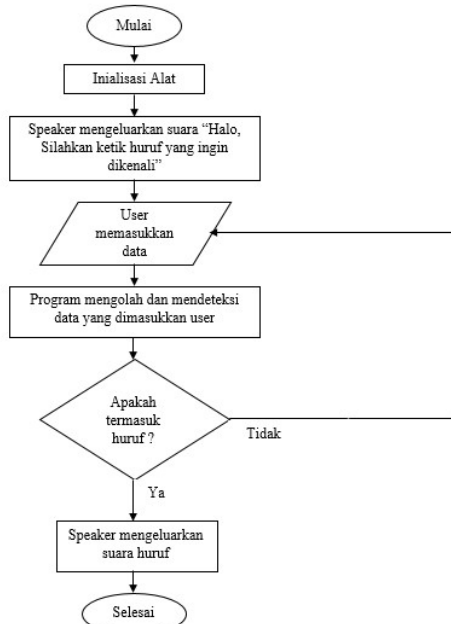 Mulai
Inialisasi Alat
Speaker mengeluarkan suara “Halo,
Silahkan ketik huruf yang ingin
dikenali”
User
memasukkan
data
Program mengolah dan mendeteksi
data yang dimasukkan user
Apakah
termasuk
huruf ?
Tidak
Ya
Speaker mengeluarkan
suara huruf
Selesai